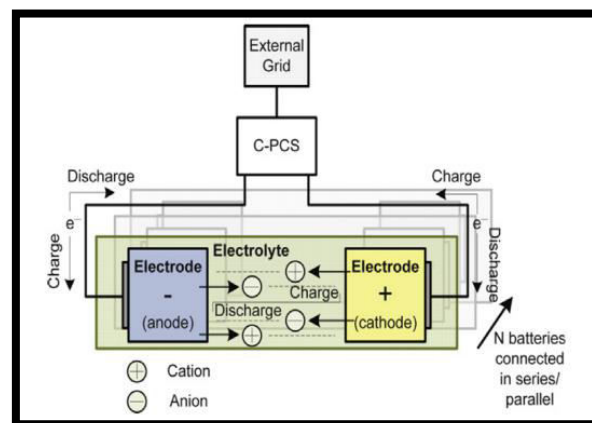 External
Grid
C-PCS
Discharge
Charge
e⁻
e⁻
Charge
Discharge
Electrolyte
Electrode
-
(anode)
Electrode
+
(cathode)
+
-
Charge
Discharge
-
+
+ Cation
- Anion
N batteries
connected
in series/
parallel